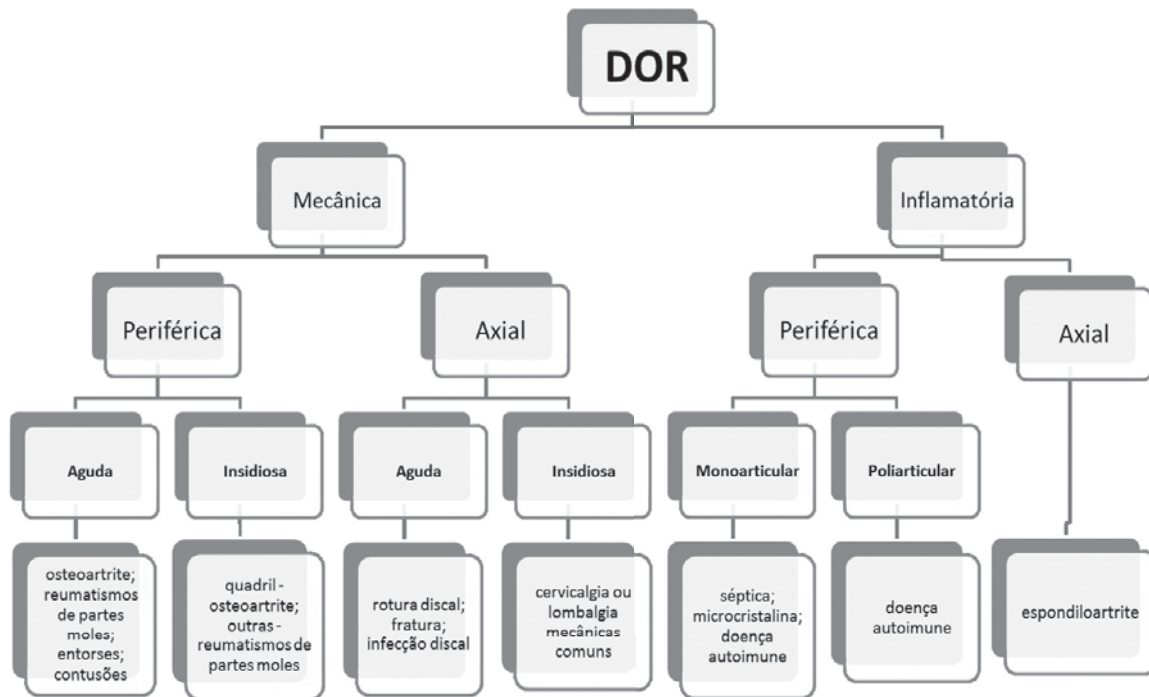 DOR
Mecânica
Inflamatória
Periférica
Axial
Periférica
Axial
Aguda
Insidiosa
Aguda
Insidiosa
Monoarticular
Poliarticular
osteoartrite;
reumatismos
de partes
moles;
entorses;
contusões
quadril -
osteoartrite;
outras -
reumatismos de
partes moles
rotura discal;
fratura;
infecção discal
cervicalgia ou
lombalgia
mecânicas
comuns
séptica;
microcristalina;
doença
autoimune
doença
autoimune
espondiloartrite